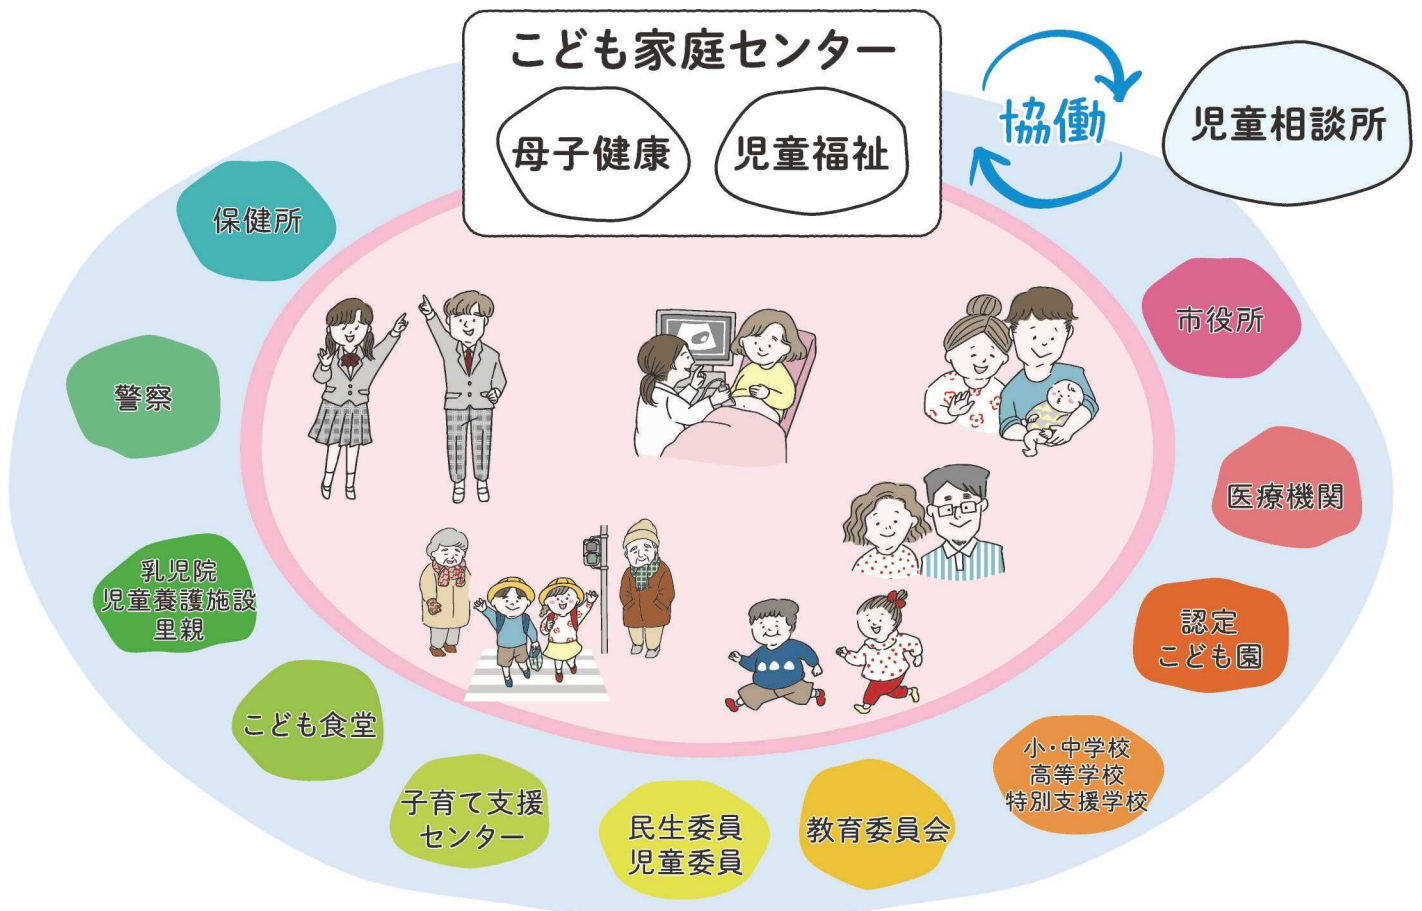 こども家庭センター
母子健康
児童福祉
協働
児童相談所
保健所
警察
乳児院
児童養護施設
里親
こども食堂
子育て支援
センター
民生委員
児童委員
教育委員会
小・中学校
高等学校
特別支援学校
認定
こども園
医療機関
市役所